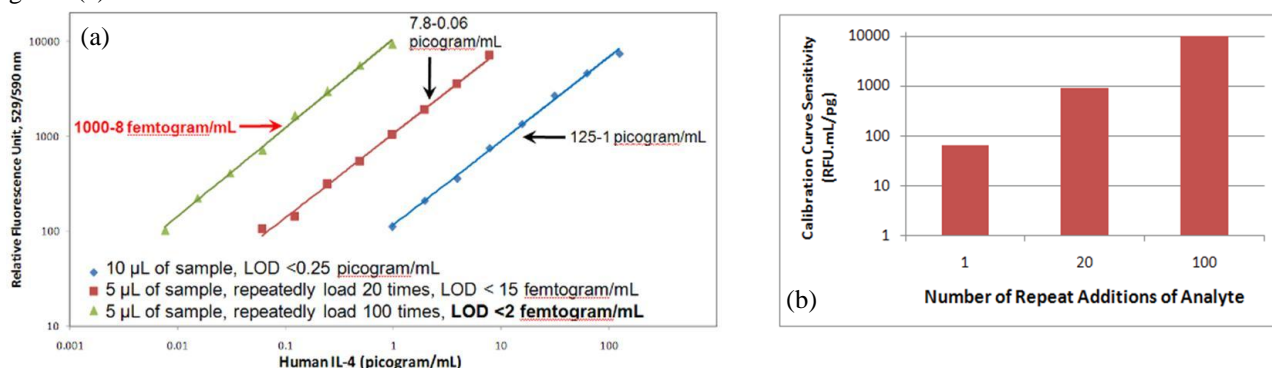 (a)
7.8-0.06
picogram/mL
1000-8 femtogram/mL
125-1 picogram/mL
Relative Fluorescence Unit, 529/590nm
10000
1000
100
10
10 µL of sample, LOD <0.25 picogram/mL
5 µL of sample, repeatedly load 20 times, LOD < 15 femtogram/mL
5 µL of sample, repeatedly load 100 times, LOD <2 femtogram/mL
0.001 0.01 0.1 1 10 100
Human IL-4 (picogram/mL)
(b)
Calibration Curve Sensitivity
(RFU.mL/pg)
10000
1000
100
10
1
1 20 100
Number of Repeat Additions of Analyte